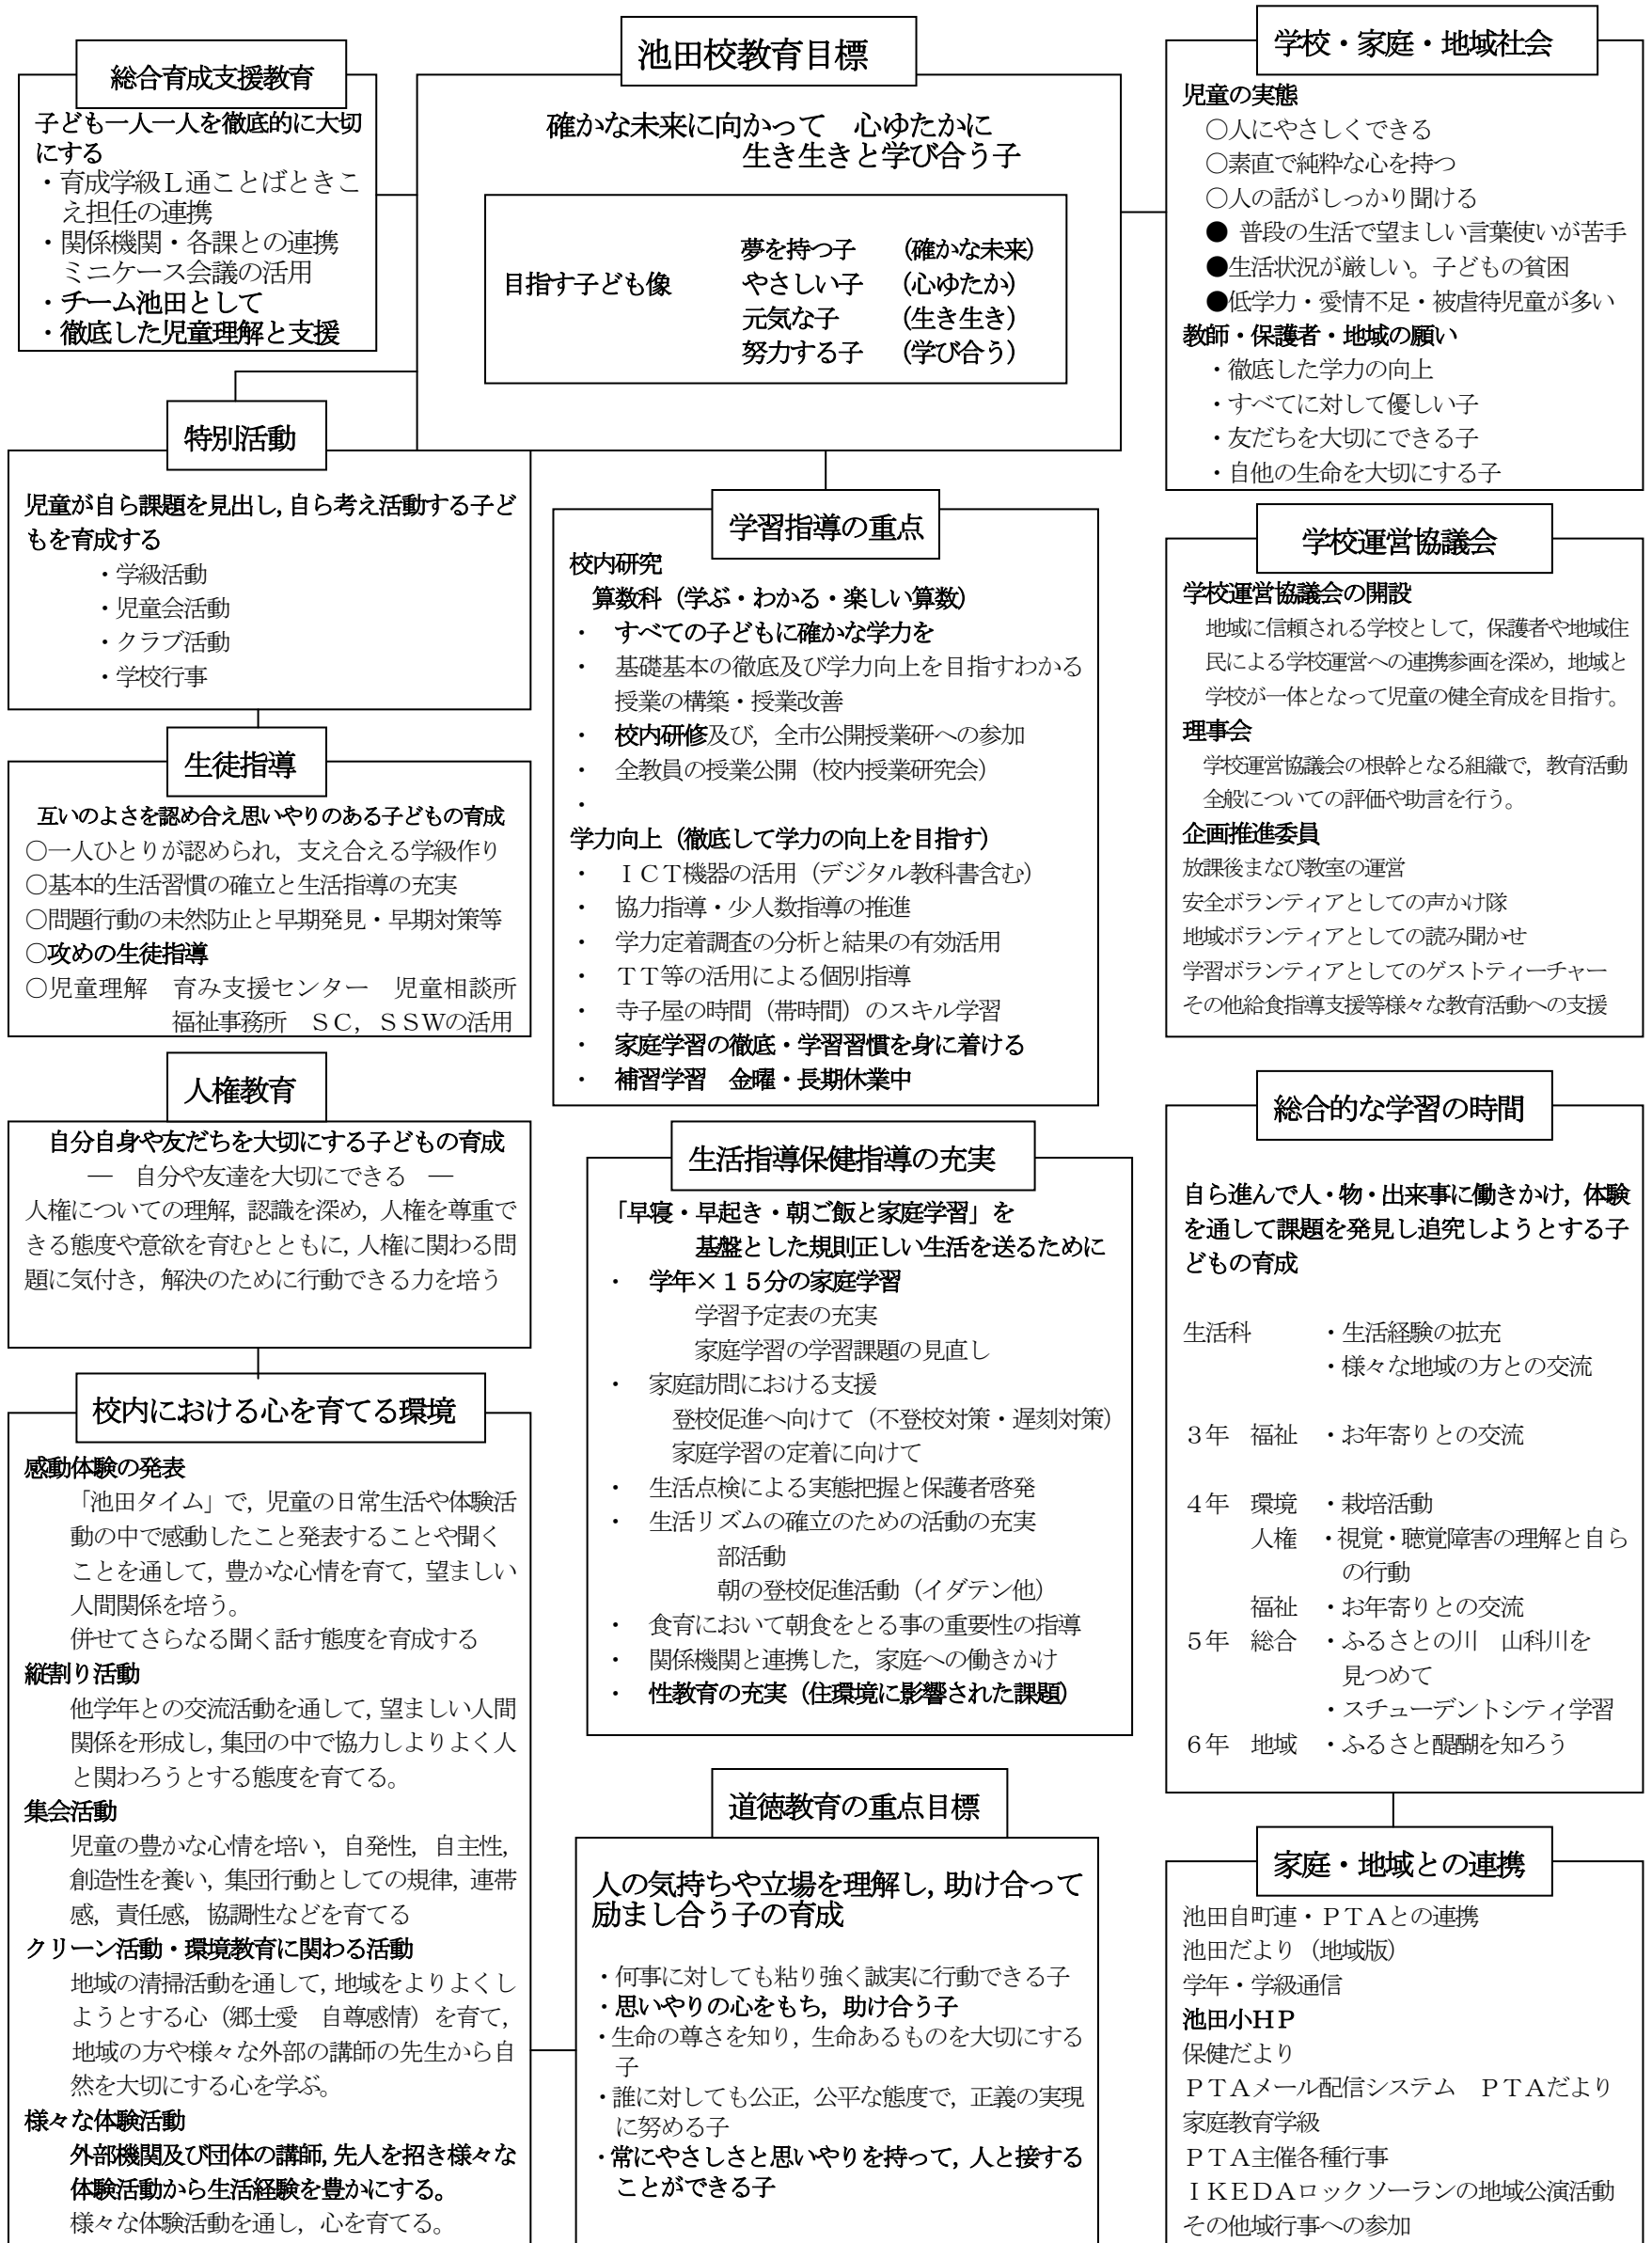 総合育成支援教育
子ども一人一人を徹底的に大切
にする
・育成学級Ｌ通ことばときこ
え担任の連携
・関係機関・各課との連携
ミニケース会議の活用
・チーム池田として
・徹底した児童理解と支援
池田校教育目標
確かな未来に向かって　心ゆたかに
生き生きと学び合う子
目指す子ども像
夢を持つ子　（確かな未来）
やさしい子　（心ゆたか）
元気な子　（生き生き）
努力する子　（学び合う）
学校・家庭・地域社会
児童の実態
○人にやさしくできる
○素直で純粋な心を持つ
○人の話がしっかり聞ける
● 普段の生活で望ましい言葉使いが苦手
●生活状況が厳しい。子どもの貧困
●低学力・愛情不足・被虐待児童が多い
教師・保護者・地域の願い
・徹底した学力の向上
・すべてに対して優しい子
・友だちを大切にできる子
・自他の生命を大切にする子
特別活動
児童が自ら課題を見出し，自ら考え活動する子ど
もを育成する
・学級活動
・児童会活動
・クラブ活動
・学校行事
生徒指導
互いのよさを認め合え思いやりのある子どもの育成
○一人ひとりが認められ，支え合える学級作り
○基本的生活習慣の確立と生活指導の充実
○問題行動の未然防止と早期発見・早期対策等
○攻めの生徒指導
○児童理解　育み支援センター　児童相談所
福祉事務所　ＳＣ，ＳＳＷの活用
人権教育
自分自身や友だちを大切にする子どもの育成
―　自分や友達を大切にできる　―
人権についての理解，認識を深め，人権を尊重で
きる態度や意欲を育むとともに，人権に関わる問
題に気付き，解決のために行動できる力を培う
校内における心を育てる環境
感動体験の発表
「池田タイム」で，児童の日常生活や体験活
動の中で感動したこと発表することや聞く
ことを通して，豊かな心情を育て，望ましい
人間関係を培う。
併せてさらなる聞く話す態度を育成する
縦割り活動
他学年との交流活動を通して，望ましい人間
関係を形成し，集団の中で協力しよりよく人
と関わろうとする態度を育てる。
集会活動
児童の豊かな心情を培い，自発性，自主性，
創造性を養い，集団行動としての規律，連帯
感，責任感，協調性などを育てる
クリーン活動・環境教育に関わる活動
地域の清掃活動を通して，地域をよりよくし
ようとする心（郷土愛　自尊感情）を育て，
地域の方や様々な外部の講師の先生から自
然を大切にする心を学ぶ。
様々な体験活動
外部機関及び団体の講師，先人を招き様々な
体験活動から生活経験を豊かにする。
様々な体験活動を通し，心を育てる。
学習指導の重点
校内研究
算数科（学ぶ・わかる・楽しい算数）
・　すべての子どもに確かな学力を
・　基礎基本の徹底及び学力向上を目指すわかる
授業の構築・授業改善
・　校内研修及び，全市公開授業研への参加
・　全教員の授業公開（校内授業研究会）
・
学力向上（徹底して学力の向上を目指す）
・　ＩＣＴ機器の活用（デジタル教科書含む）
・　協力指導・少人数指導の推進
・　学力定着調査の分析と結果の有効活用
・　ＴＴ等の活用による個別指導
・　寺子屋の時間（帯時間）のスキル学習
・　家庭学習の徹底・学習習慣を身に着ける
・　補習学習　金曜・長期休業中
生活指導保健指導の充実
「早寝・早起き・朝ご飯と家庭学習」を
基盤とした規則正しい生活を送るために
・　学年×１５分の家庭学習
学習予定表の充実
家庭学習の学習課題の見直し
・　家庭訪問における支援
登校促進へ向けて（不登校対策・遅刻対策）
家庭学習の定着に向けて
・　生活点検による実態把握と保護者啓発
・　生活リズムの確立のための活動の充実
部活動
朝の登校促進活動（イダテン他）
・　食育において朝食をとる事の重要性の指導
・　関係機関と連携した，家庭への働きかけ
・　性教育の充実（住環境に影響された課題）
道徳教育の重点目標
人の気持ちや立場を理解し，助け合って
励まし合う子の育成
・何事に対しても粘り強く誠実に行動できる子
・思いやりの心をもち，助け合う子
・生命の尊さを知り，生命あるものを大切にする
子
・誰に対しても公正，公平な態度で，正義の実現
に努める子
・常にやさしさと思いやりを持って，人と接する
ことができる子
学校運営協議会
学校運営協議会の開設
地域に信頼される学校として，保護者や地域住
民による学校運営への連携参画を深め，地域と
学校が一体となって児童の健全育成を目指す。
理事会
学校運営協議会の根幹となる組織で，教育活動
全般についての評価や助言を行う。
企画推進委員
放課後まなび教室の運営
安全ボランティアとしての声かけ隊
地域ボランティアとしての読み聞かせ
学習ボランティアとしてのゲストティーチャー
その他給食指導支援等様々な教育活動への支援
総合的な学習の時間
自ら進んで人・物・出来事に働きかけ，体験
を通して課題を発見し追究しようとする子
どもの育成
生活科　・生活経験の拡充
・様々な地域の方との交流
３年　福祉　・お年寄りとの交流
４年　環境　・栽培活動
人権　・視覚・聴覚障害の理解と自ら
の行動
福祉　・お年寄りとの交流
５年　総合　・ふるさとの川　山科川を
見つめて
・スチューデントシティ学習
６年　地域　・ふるさと醍醐を知ろう
家庭・地域との連携
池田自町連・ＰＴＡとの連携
池田だより（地域版）
学年・学級通信
池田小ＨＰ
保健だより
ＰＴＡメール配信システム　ＰＴＡだより
家庭教育学級
ＰＴＡ主催各種行事
ＩＫＥＤＡロックソーランの地域公演活動
その他域行事への参加